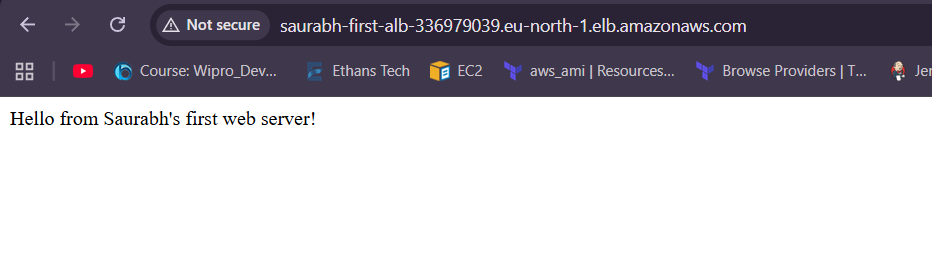 Not secure saurabh-first-alb-336979039.eu-north-1.elb.amazonaws.com
Course: Wipro_Dev... Ethans Tech EC2 aws_ami | Resources... Browse Providers | T... Jer
Hello from Saurabh's first web server!